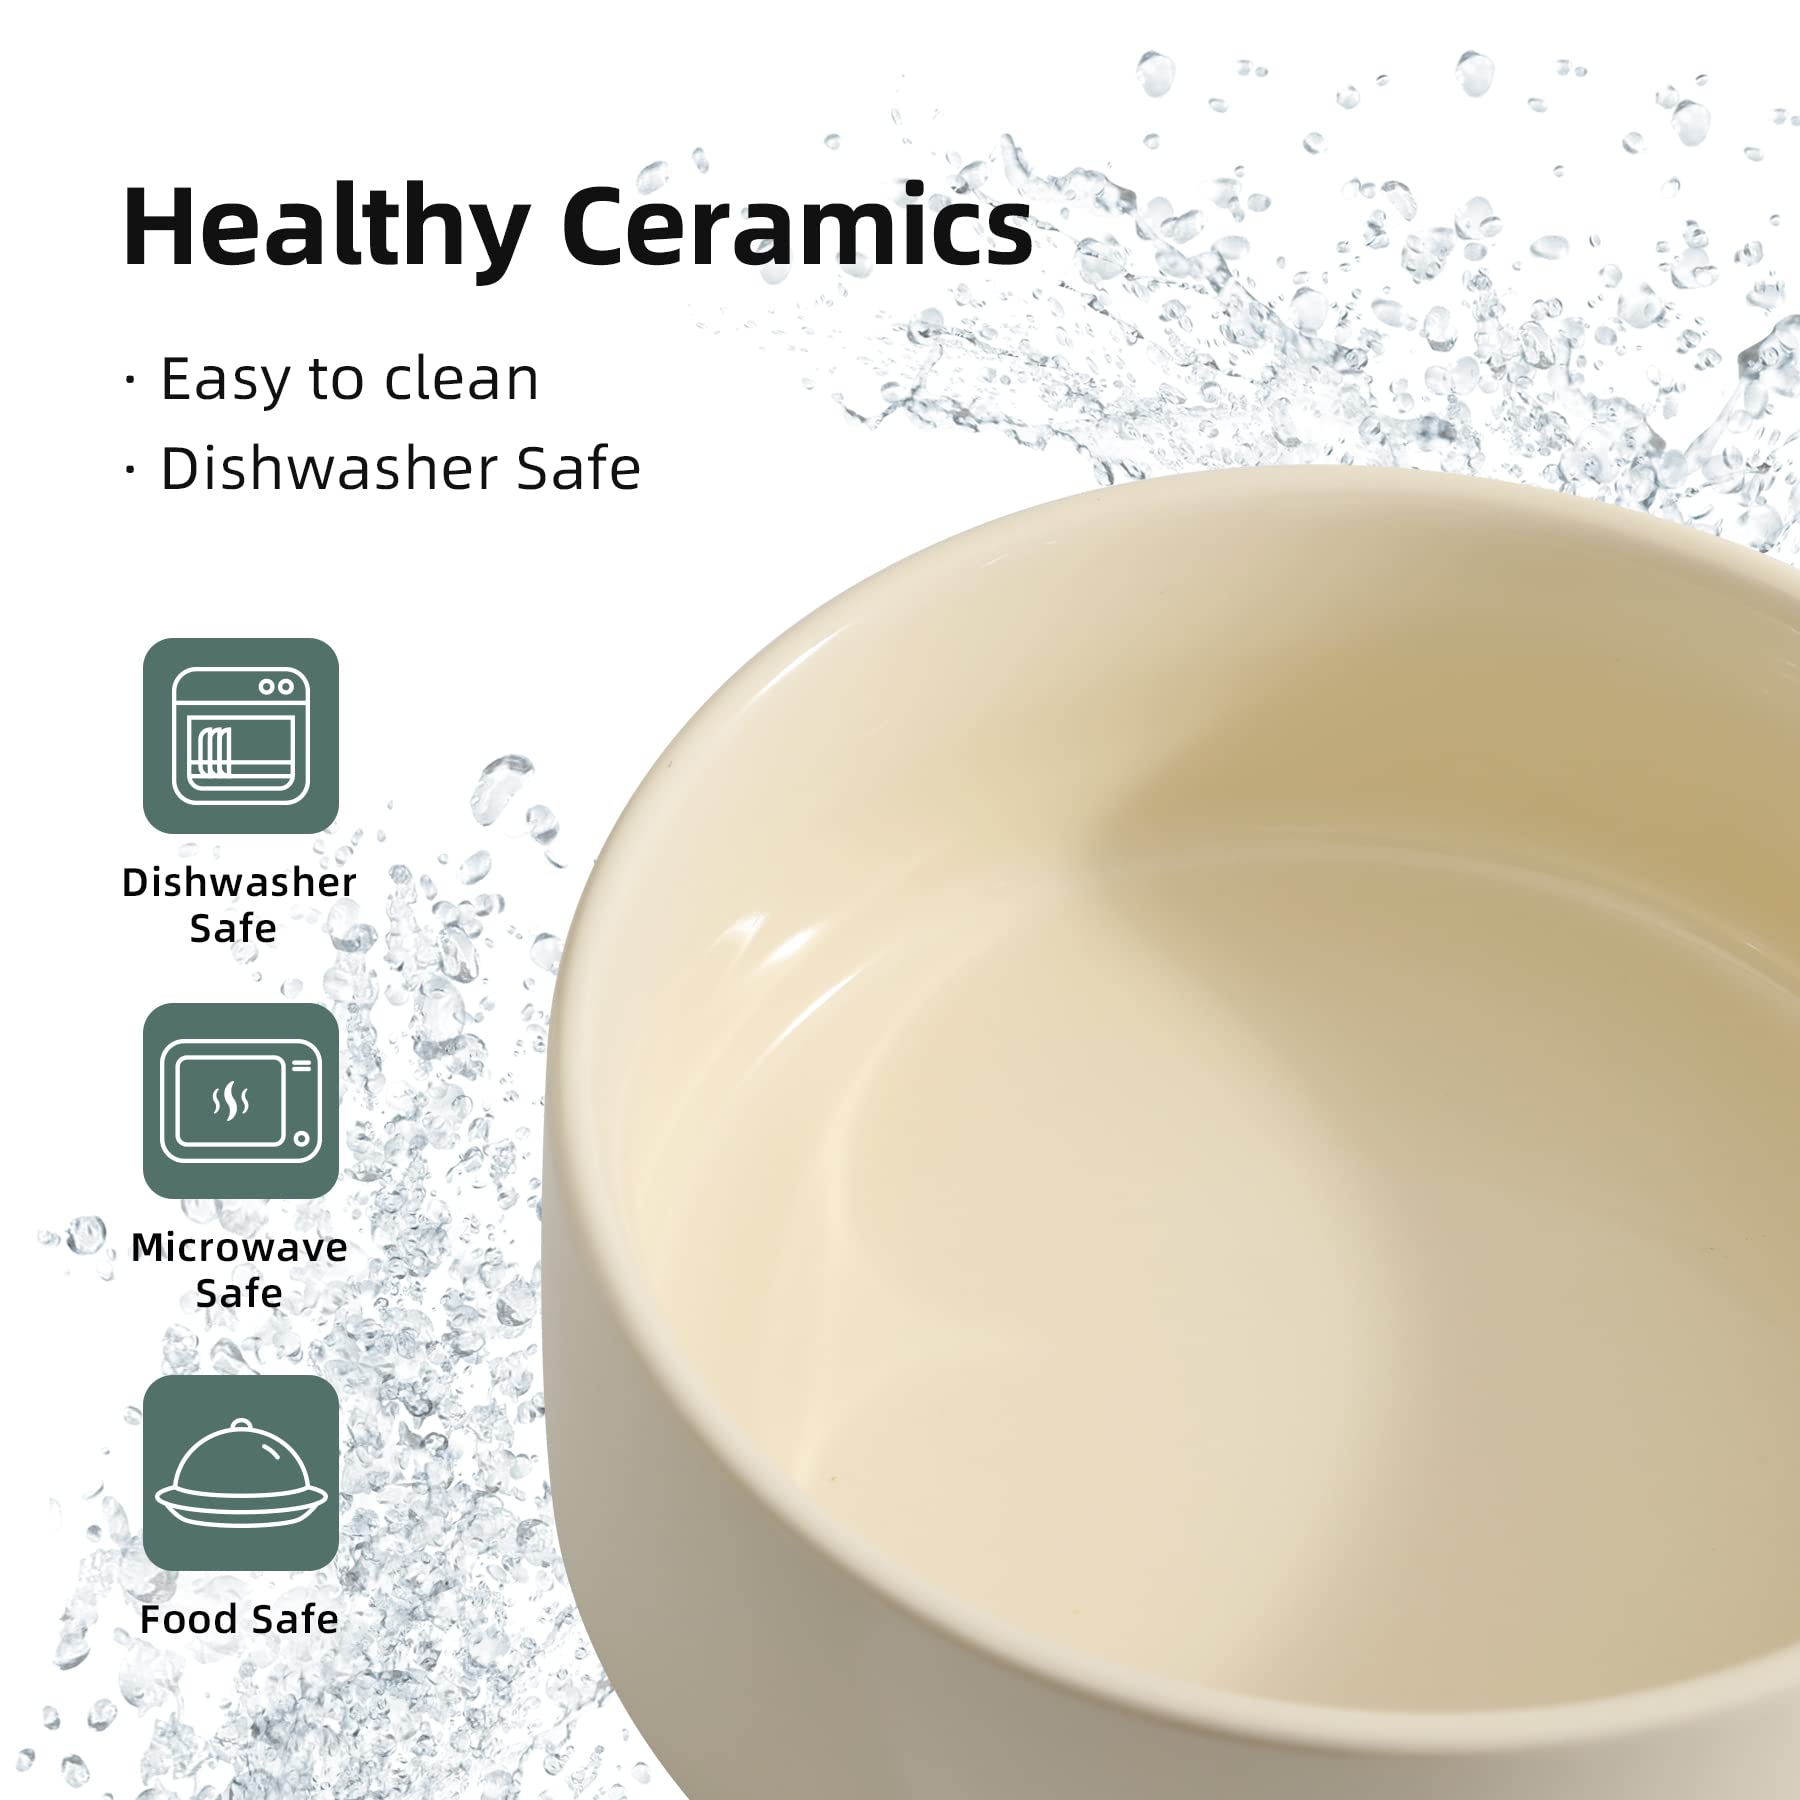 Healthy Ceramics
· Easy to clean
· Dishwasher Safe
Dishwasher
Safe
Microwave
Safe
Food Safe